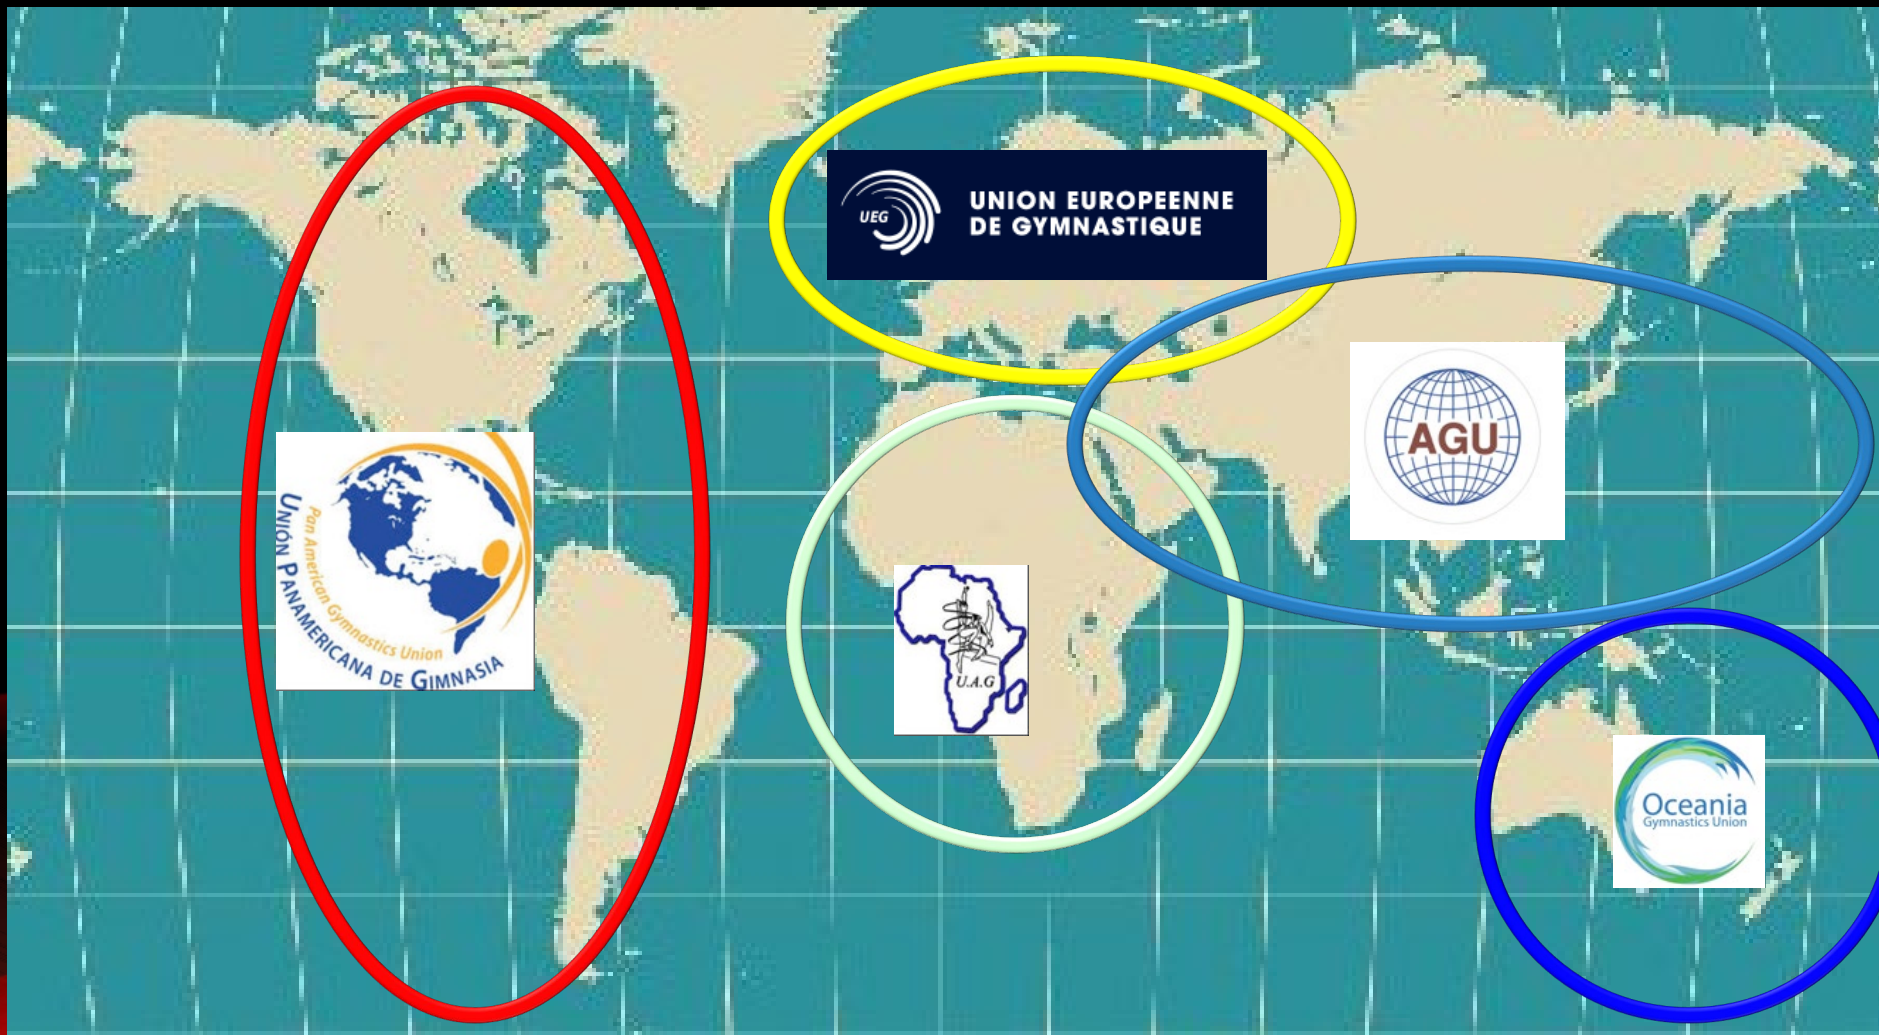 UEG
UNION EUROPEENNE
DE GYMNASTIQUE
AGU
UNIÓN PANAMERICANA DE GIMNASIA
Pan American Gymnastics Union
U.A.G
Oceania
Gymnastics Union